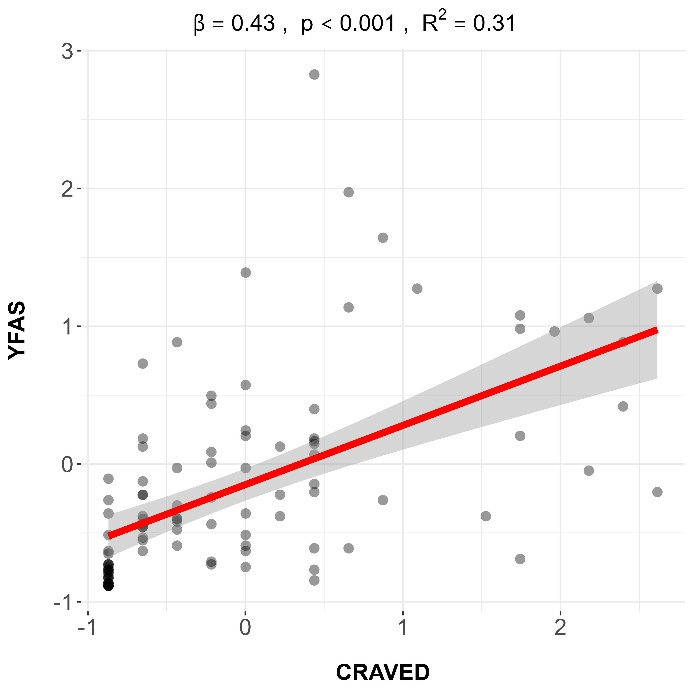 β = 0.43 , p < 0.001 , R² = 0.31
3
2
1
0
-1
YFAS
-1 0 1 2
CRAVED